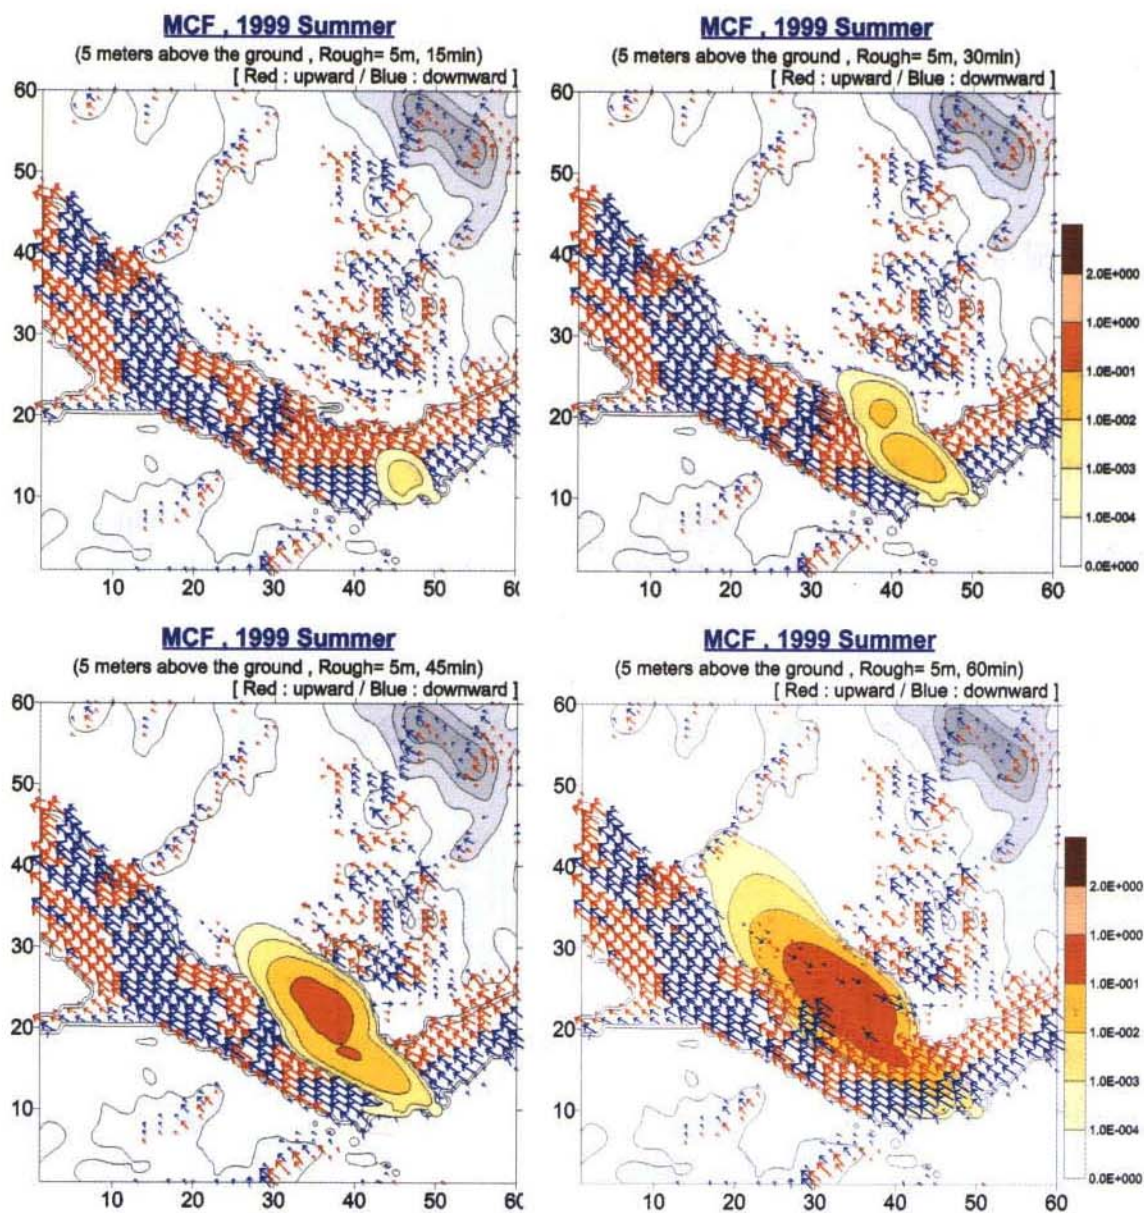 MCF , 1999 Summer
(5 meters above the ground , Rough= 5m, 15min)
[ Red : upward / Blue : downward ]
60
50
40
30
20
10
10 20 30 40 50 60
MCF , 1999 Summer
(5 meters above the ground , Rough= 5m, 30min)
[ Red : upward / Blue : downward ]
60
50
40
30
20
10
10 20 30 40 50 60
2.0E+000
1.0E+000
1.0E-001
1.0E-002
1.0E-003
1.0E-004
0.0E+000
MCF , 1999 Summer
(5 meters above the ground , Rough= 5m, 45min)
[ Red : upward / Blue : downward ]
60
50
40
30
20
10
10 20 30 40 50 60
MCF , 1999 Summer
(5 meters above the ground , Rough= 5m, 60min)
[ Red : upward / Blue : downward ]
60
50
40
30
20
10
10 20 30 40 50 60
2.0E+000
1.0E+000
1.0E-001
1.0E-002
1.0E-003
1.0E-004
0.0E+000